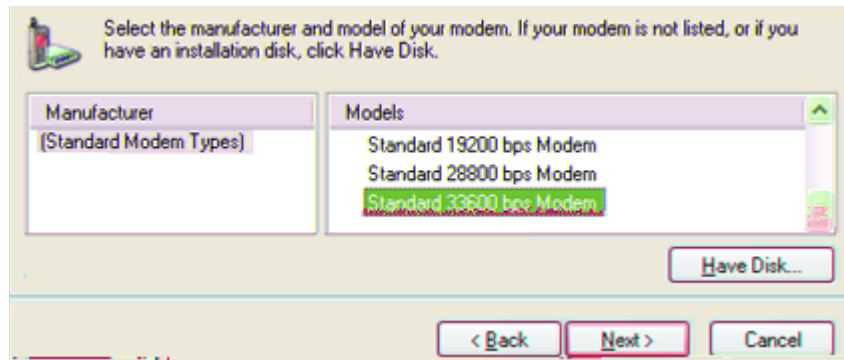 Select the manufacturer and model of your modem. If your modem is not listed, or if you
have an installation disk, click Have Disk.
Manufacturer
(Standard Modem Types)
Models
Standard 19200 bps Modem
Standard 28800 bps Modem
Standard 33600 bps Modem
Have Disk...
< Back
Next >
Cancel